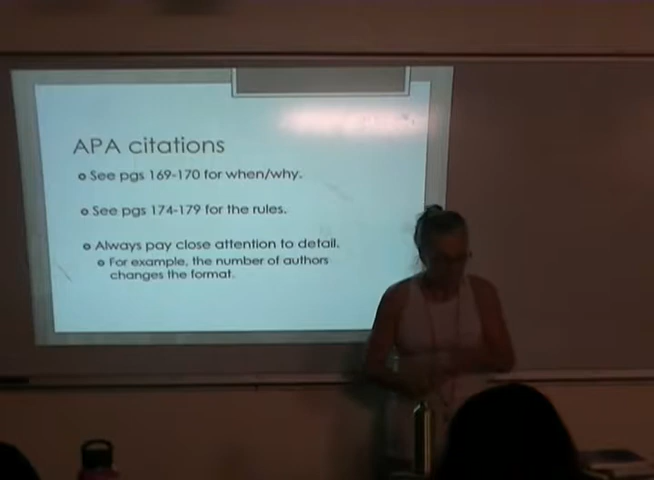 APA citations
See pgs 169-170 for when/why.
See pgs 174-179 for the rules.
Always pay close attention to detail.
For example, the number of authors
changes the format.